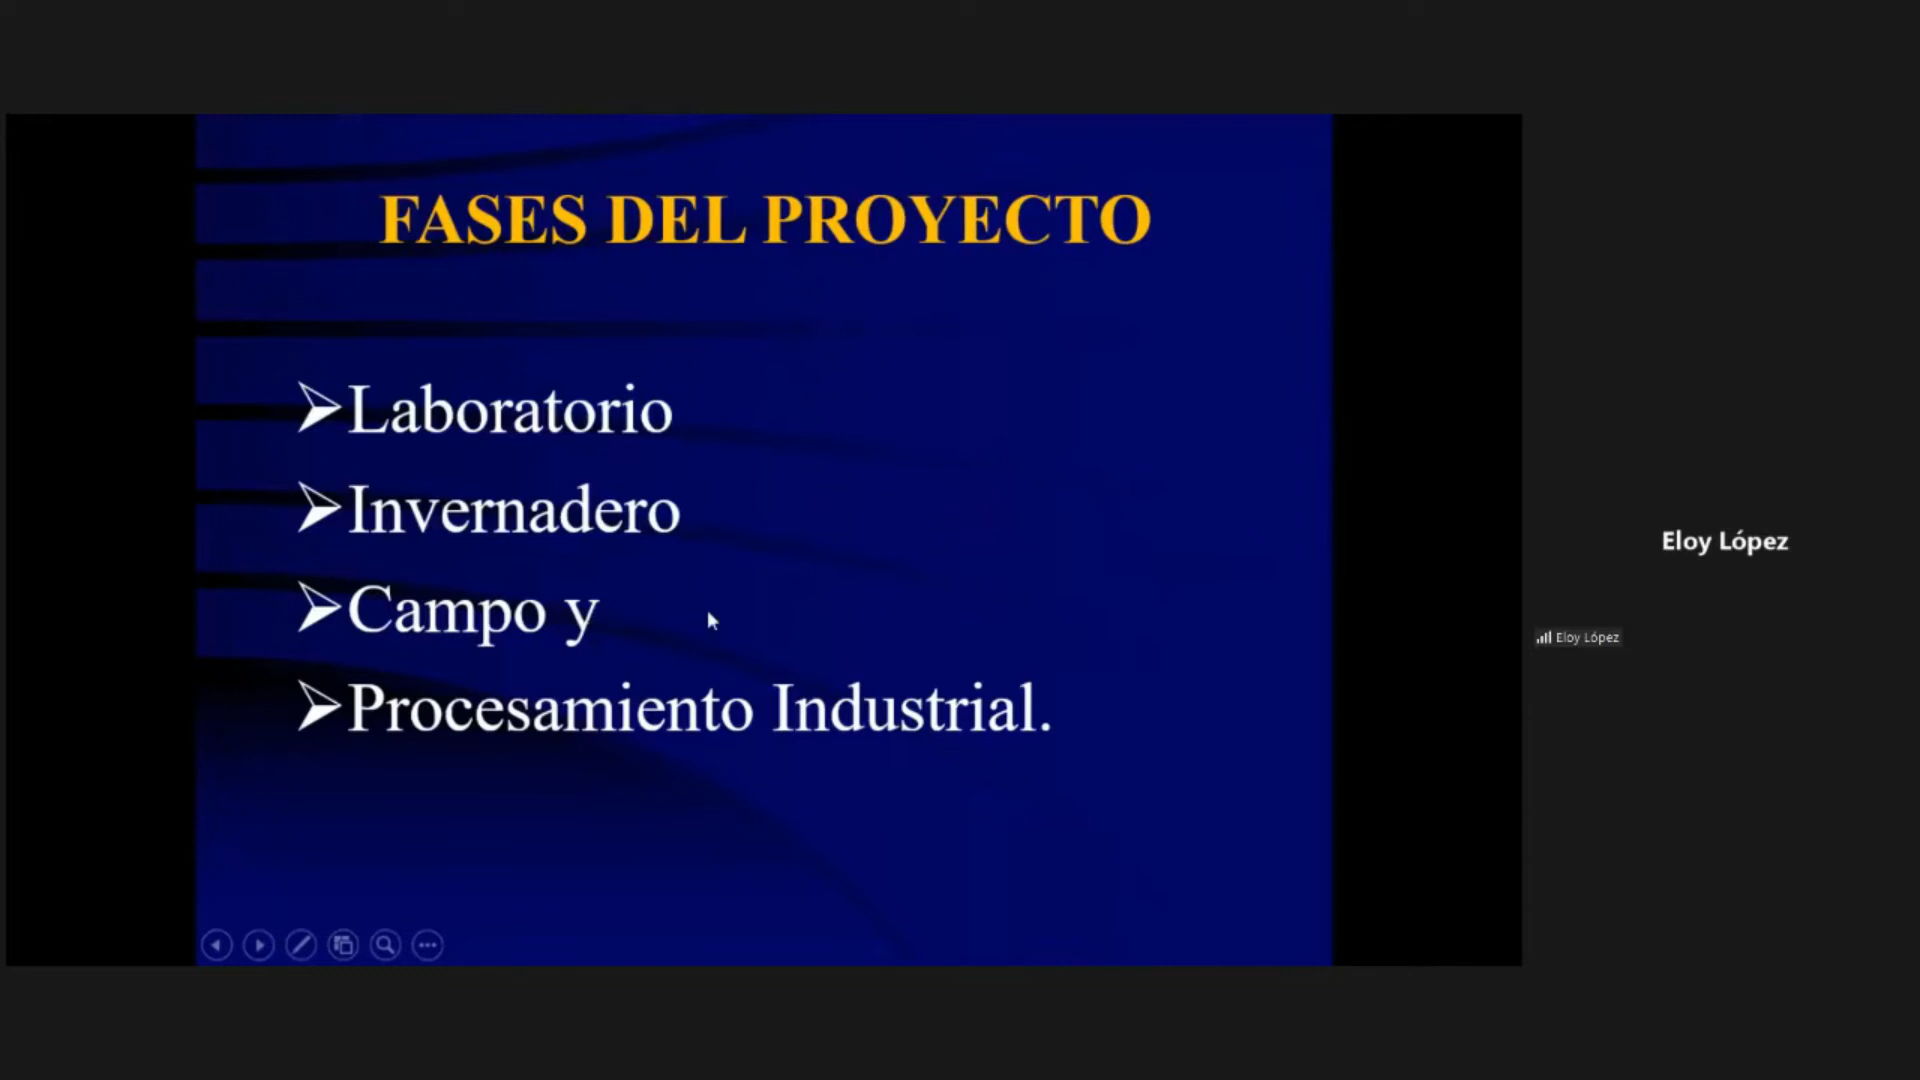 FASES DEL PROYECTO
Laboratorio
Invernadero
Campo y
Procesamiento Industrial.
Eloy López
Eloy López